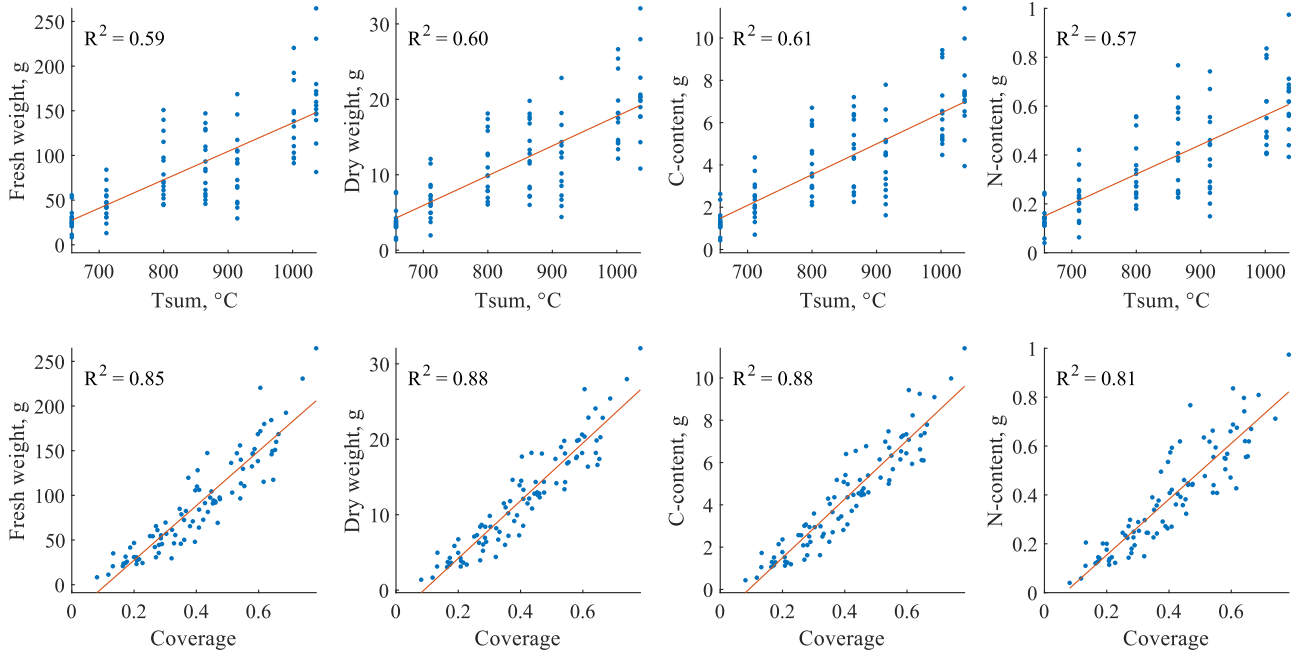 Fresh weight, g
R² = 0.59
250
200
150
100
50
0
700 800 900 1000
Tsum, °C
Dry weight, g
R² = 0.60
30
20
10
0
700 800 900 1000
Tsum, °C
C-content, g
R² = 0.61
10
8
6
4
2
0
700 800 900 1000
Tsum, °C
N-content, g
R² = 0.57
1
0.8
0.6
0.4
0.2
0
700 800 900 1000
Tsum, °C
Fresh weight, g
R² = 0.85
250
200
150
100
50
0
0 0.2 0.4 0.6
Coverage
Dry weight, g
R² = 0.88
30
20
10
0
0 0.2 0.4 0.6
Coverage
C-content, g
R² = 0.88
10
8
6
4
2
0
0 0.2 0.4 0.6
Coverage
N-content, g
R² = 0.81
1
0.8
0.6
0.4
0.2
0
0 0.2 0.4 0.6
Coverage